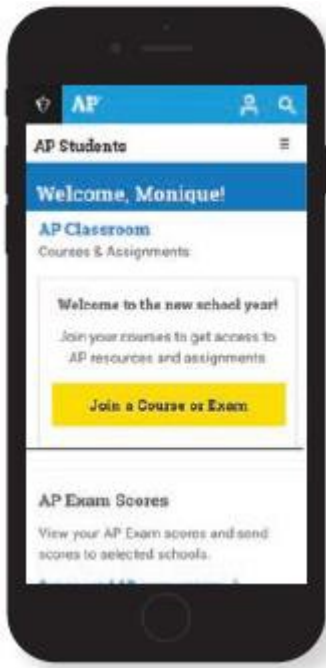 AP
AP Students
Welcome, Monique!
AP Classroom
Courses & Assignments
Welcome to the new school year!
Join your courses to get access to
AP resources and assignments
Join a Course or Exam
AP Exam Scores
View your AP Exam scores and send
scores to selected schools.